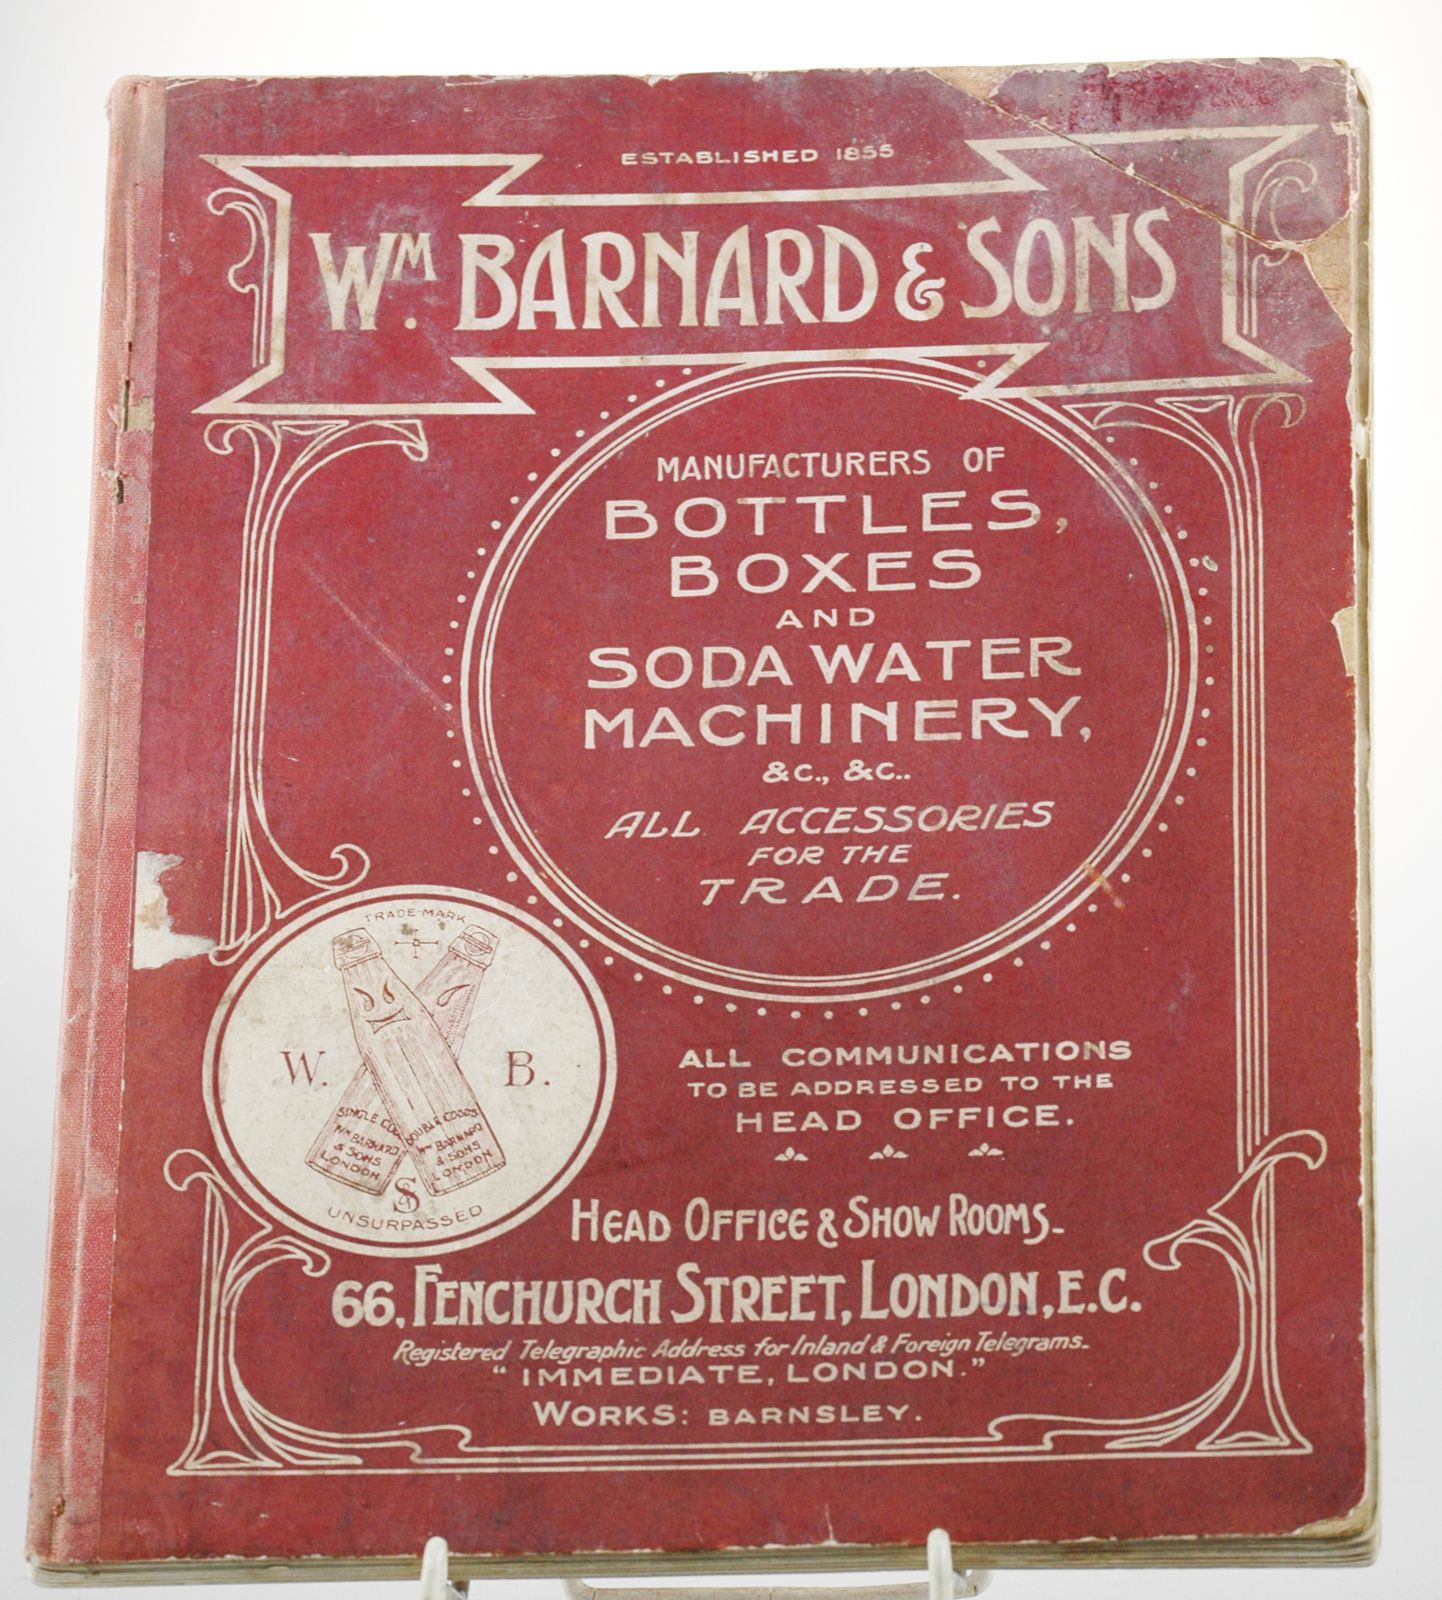 ESTABLISHED 1855
WM. BARNARD & SONS
MANUFACTURERS OF
BOTTLES,
BOXES
AND
SODA WATER
MACHINERY,
&C., &C..
ALL ACCESSORIES
FOR THE
TRADE.
TRADE-MARK
W. B.
SINGLE
WM BARNARD
& SONS
LONDON
DOUBLE CODDS
WM BARNARD
& SONS
LONDON
UNSURPASSED
ALL COMMUNICATIONS
TO BE ADDRESSED TO THE
HEAD OFFICE.
HEAD OFFICE & SHOW ROOMS-
66, FENCHURCH STREET, LONDON, E.C.
Registered Telegraphic Address for Inland & Foreign Telegrams-
"IMMEDIATE, LONDON."
WORKS: BARNSLEY.